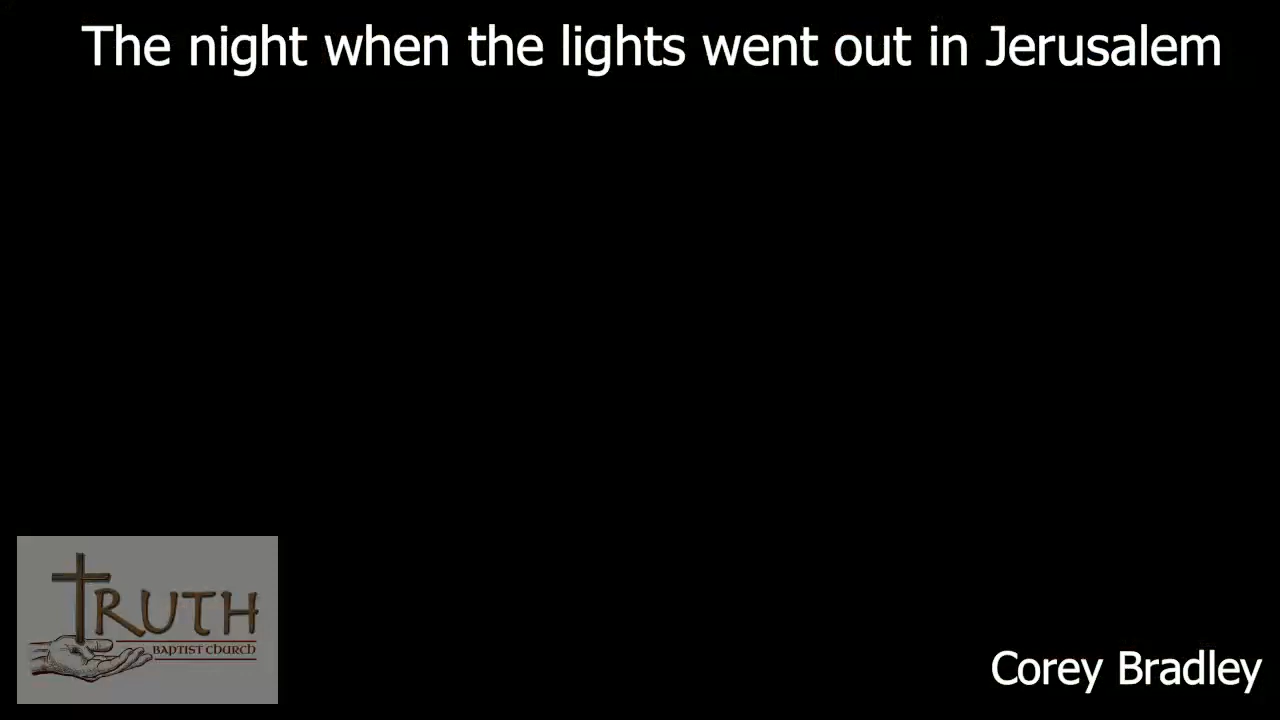 The night when the lights went out in Jerusalem
TRUTH
BAPTIST CHURCH
Corey Bradley